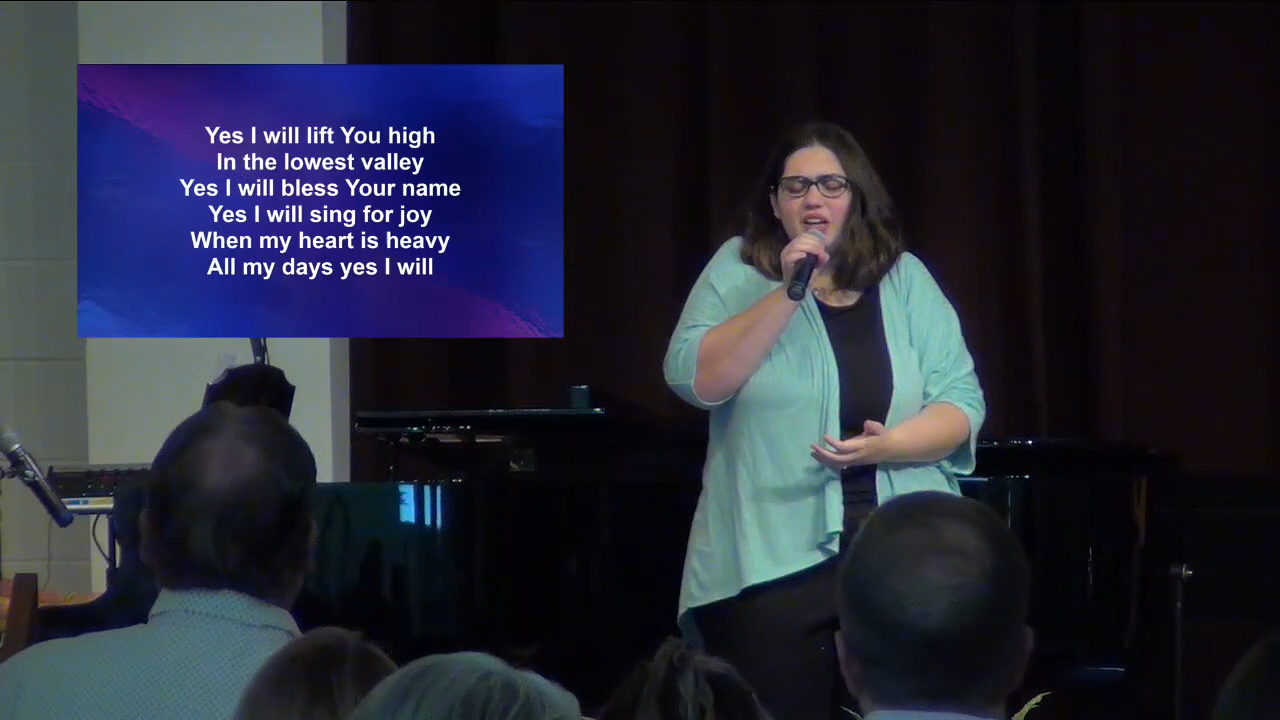 Yes I will lift You high
In the lowest valley
Yes I will bless Your name
Yes I will sing for joy
When my heart is heavy
All my days yes I will